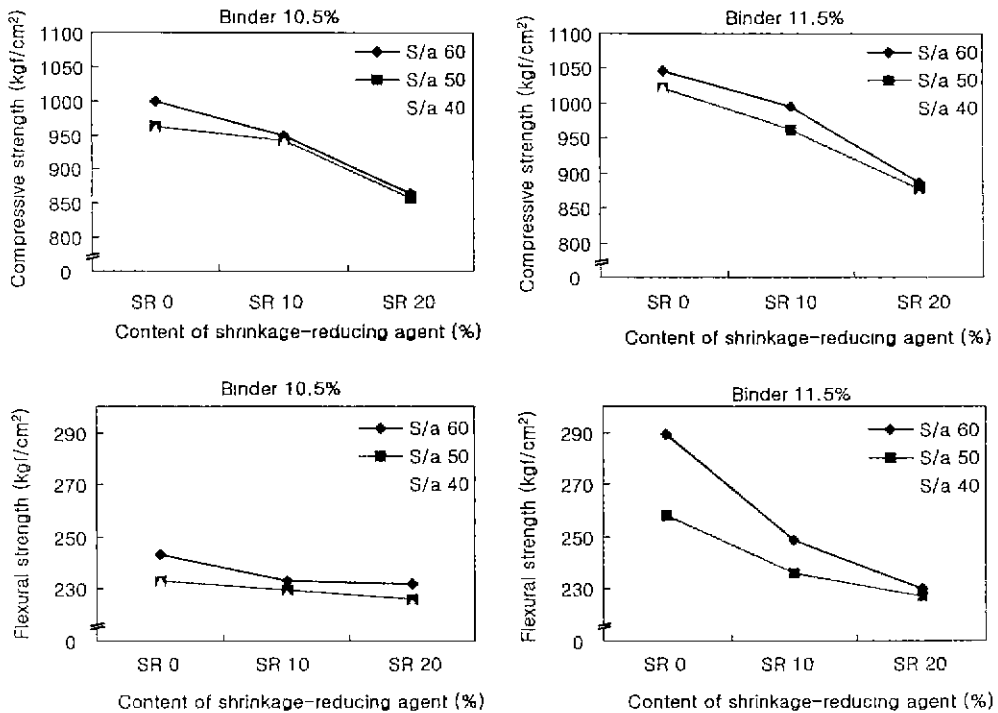 Binder 10.5%
Compressive strength (kgf/cm²)
1100
1050
1000
950
900
850
800
0
S/a 60
S/a 50
S/a 40
SR 0 SR 10 SR 20
Content of shrinkage-reducing agent (%)
Binder 11.5%
Compressive strength (kgf/cm²)
1100
1050
1000
950
900
850
800
0
S/a 60
S/a 50
S/a 40
SR 0 SR 10 SR 20
Content of shrinkage-reducing agent (%)
Binder 10.5%
Flexural strength (kgf/cm²)
290
270
250
230
0
S/a 60
S/a 50
S/a 40
SR 0 SR 10 SR 20
Content of shrinkage-reducing agent (%)
Binder 11.5%
Flexural strength (kgf/cm²)
290
270
250
230
0
S/a 60
S/a 50
S/a 40
SR 0 SR 10 SR 20
Content of shrinkage-reducing agent (%)